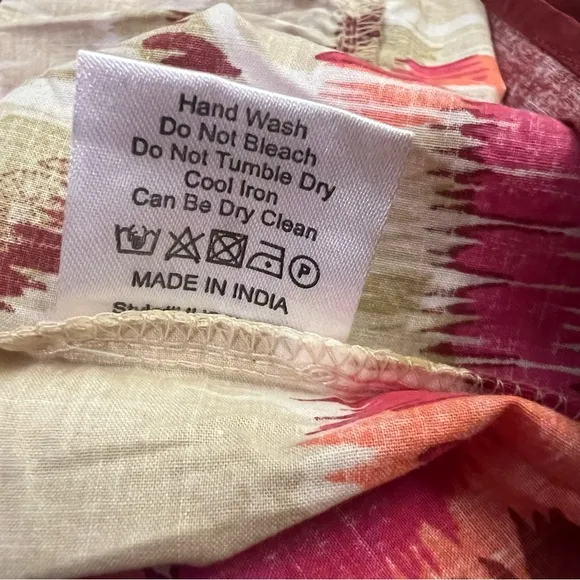 Hand Wash
Do Not Bleach
Do Not Tumble Dry
Cool Iron
Can Be Dry Clean
P
MADE IN INDIA